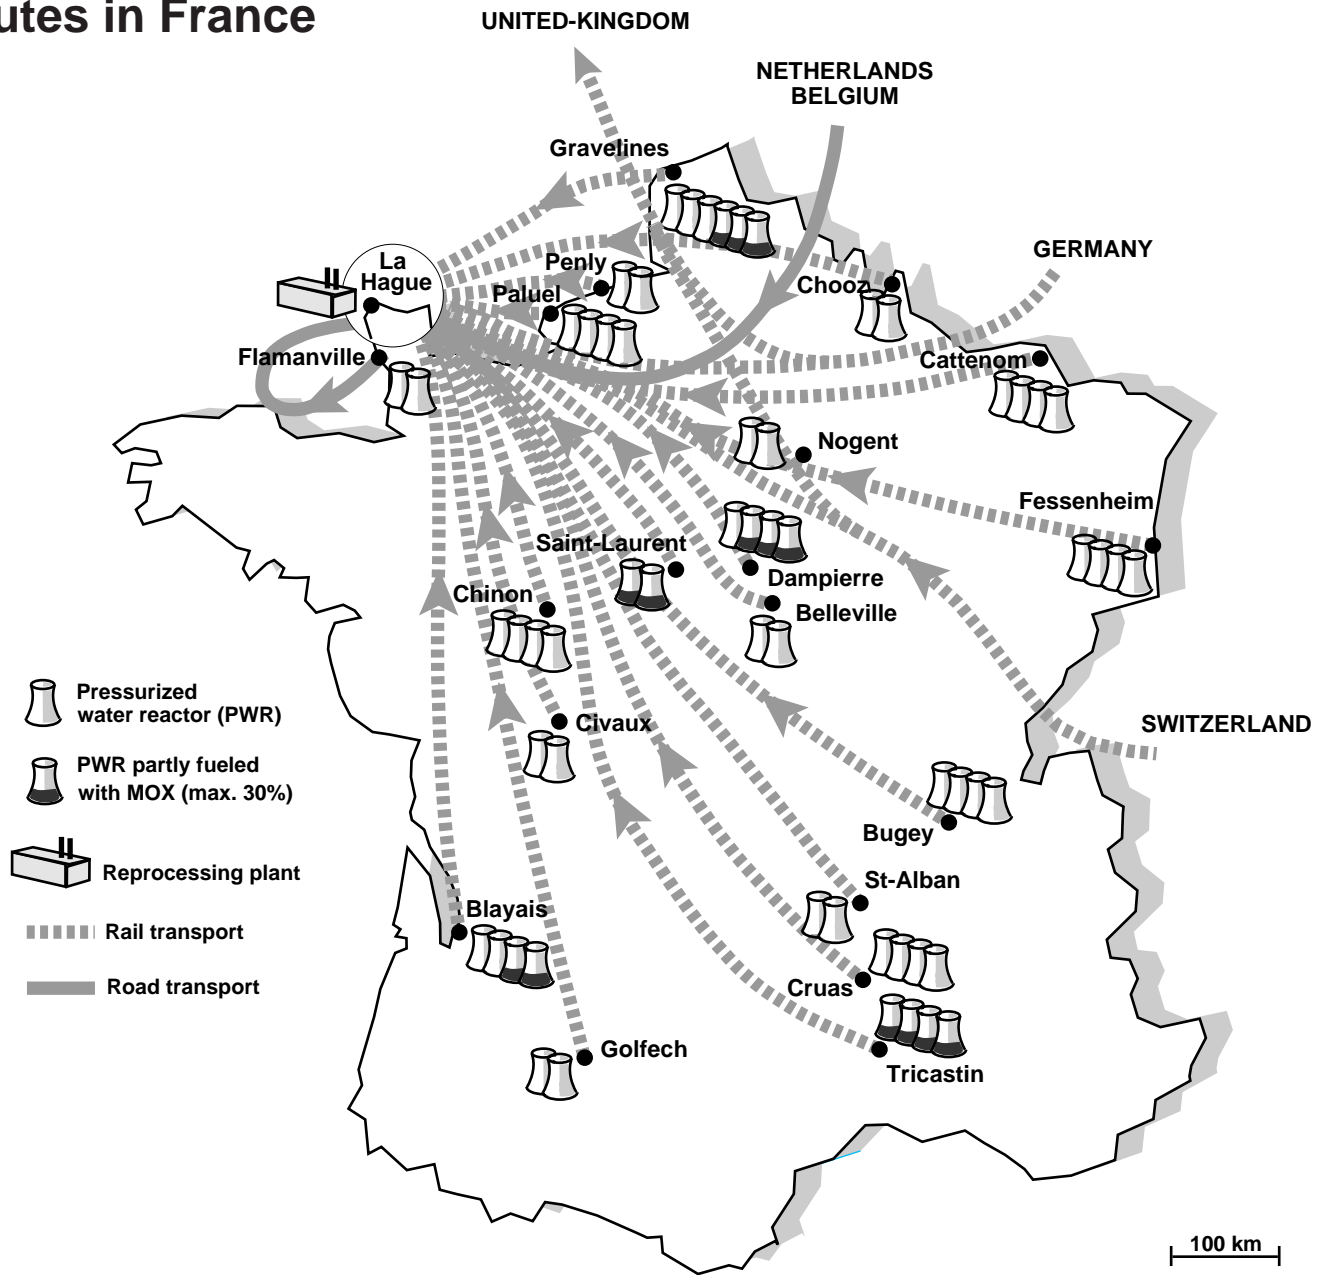 utes in France
UNITED-KINGDOM
NETHERLANDS
BELGIUM
Gravelines
GERMANY
La
Hague
Penly
Paluel
Chooz
Flamanville
Cattenom
Nogent
Fessenheim
Saint-Laurent
Dampierre
Chinon
Belleville
Pressurized
water reactor (PWR)
Civaux
SWITZERLAND
PWR partly fueled
with MOX (max. 30%)
Bugey
Reprocessing plant
St-Alban
Blayais
Rail transport
Road transport
Cruas
Golfech
Tricastin
100 km